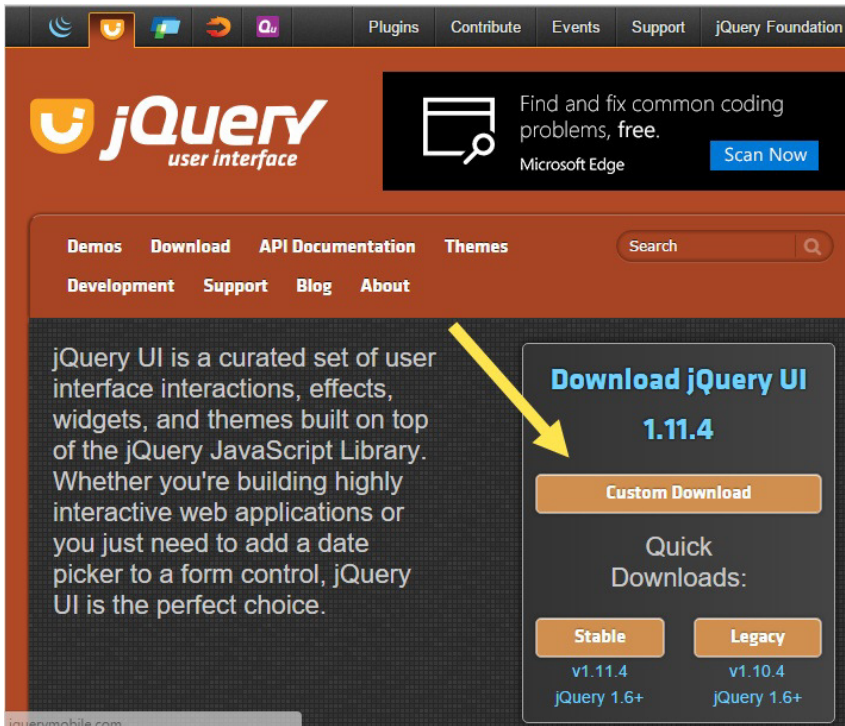 Qu
Plugins Contribute Events Support jQuery Foundation
jQuery
user interface
Find and fix common coding
problems, free.
Microsoft Edge
Scan Now
Demos Download API Documentation Themes
Search
Development Support Blog About
jQuery UI is a curated set of user
interface interactions, effects,
widgets, and themes built on top
of the jQuery JavaScript Library.
Whether you're building highly
interactive web applications or
you just need to add a date
picker to a form control, jQuery
UI is the perfect choice.
Download jQuery UI
1.11.4
Custom Download
Quick
Downloads:
Stable Legacy
v1.11.4 v1.10.4
jQuery 1.6+ jQuery 1.6+
jquerymobile.com